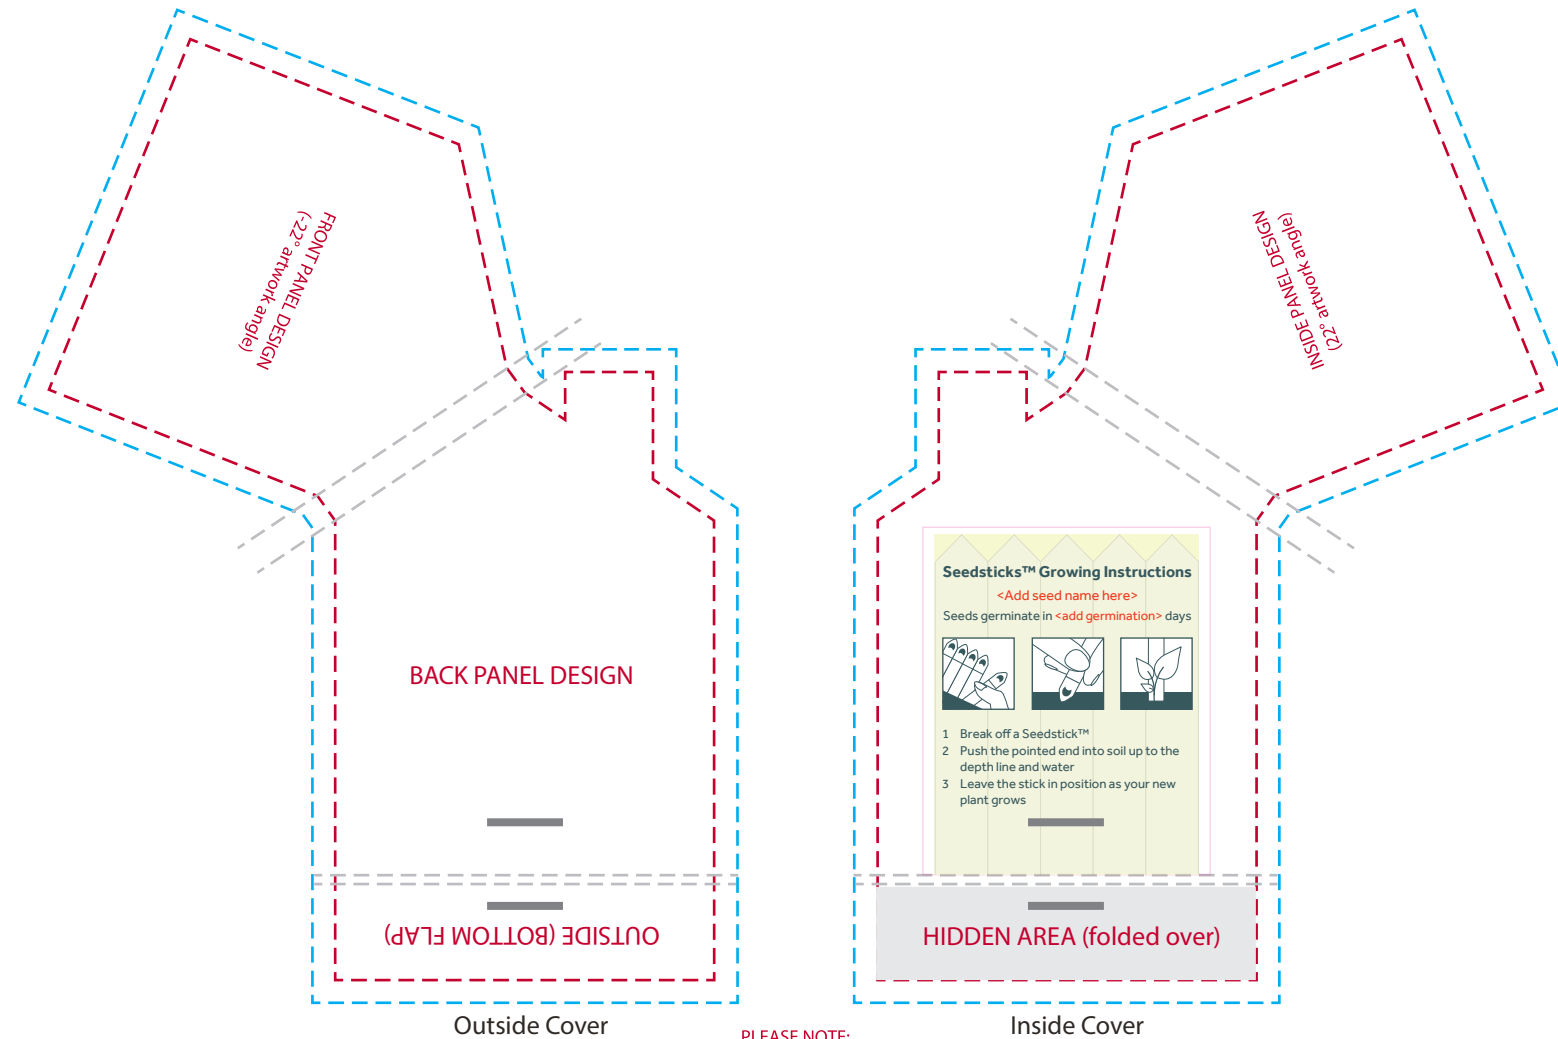 FRONT PANEL DESIGN
(-22° artwork angle)
BACK PANEL DESIGN
OUTSIDE (BOTTOM FLAP)
Outside Cover
INSIDE PANEL DESIGN
(22° artwork angle)
Seedsticks™ Growing Instructions
<Add seed name here>
Seeds germinate in <add germination> days
1 Break off a Seedstick™
2 Push the pointed end into soil up to the
depth line and water
3 Leave the stick in position as your new
plant grows
HIDDEN AREA (folded over)
Inside Cover
PLEASE NOTE: